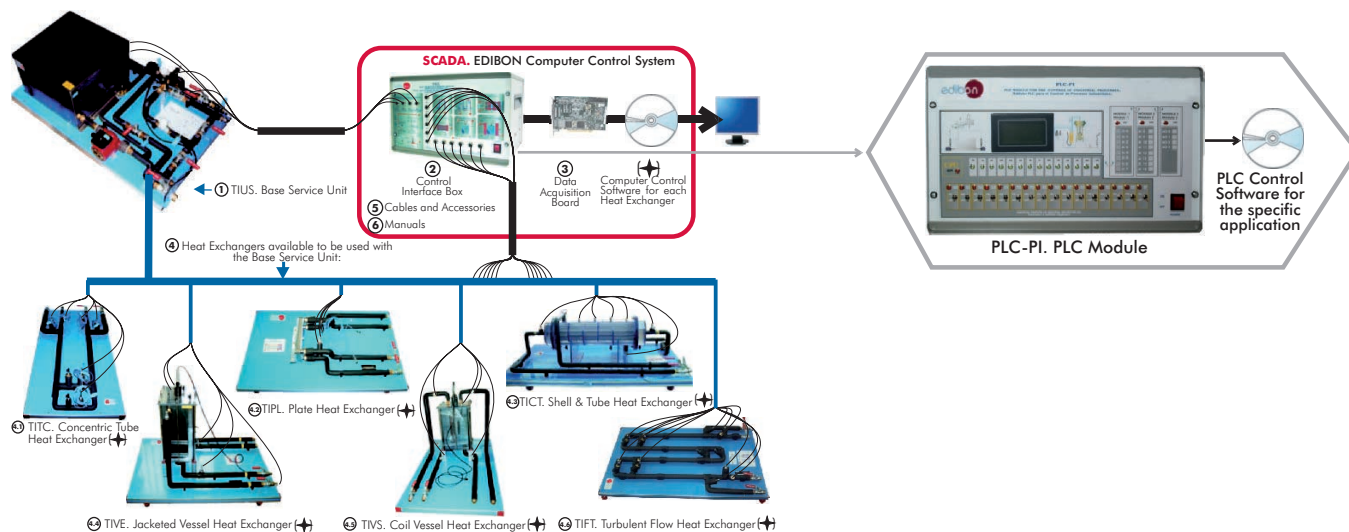 SCADA. EDIBON Computer Control System
1 TIUS. Base Service Unit
2
Control
Interface Box
3
Data
Acquisition
Board
Computer Control
Software for each
Heat Exchanger
5 Cables and Accessories
6 Manuals
edibon
PLC-PI
PLC-PI. PLC Module
PLC Control
Software for
the specific
application
4 Heat Exchangers available to be used with
the Base Service Unit:
4.1 TITC. Concentric Tube
Heat Exchanger
4.2 TIPL. Plate Heat Exchanger
4.3 TICT. Shell & Tube Heat Exchanger
4.4 TIVE. Jacketed Vessel Heat Exchanger
4.5 TIVS. Coil Vessel Heat Exchanger
4.6 TIFT. Turbulent Flow Heat Exchanger